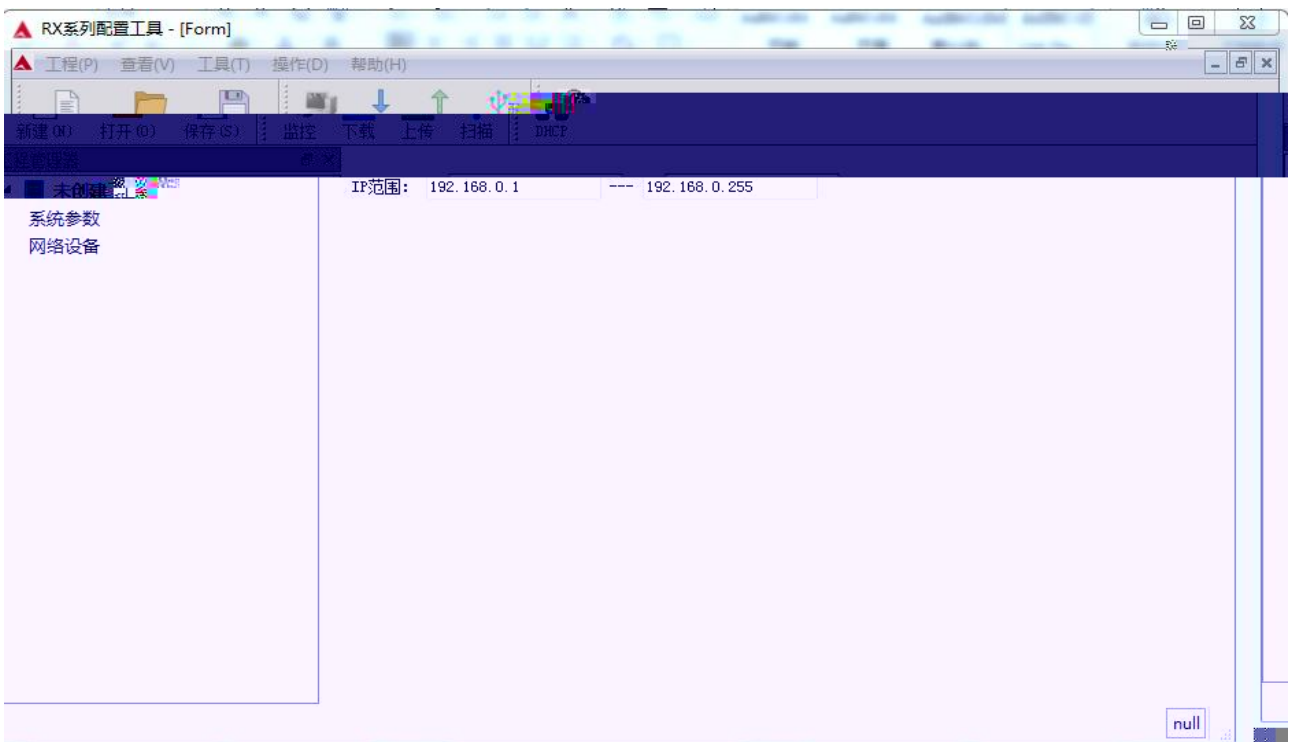 RX系列配置工具 - [Form]
工程(P) 查看(V) 工具(T) 操作(D) 帮助(H)
新建(N) 打开(O) 保存(S) 监控 下载 上传 扫描 DHCP
未创建
IP范围: 192.168.0.1 --- 192.168.0.255
系统参数
网络设备
null